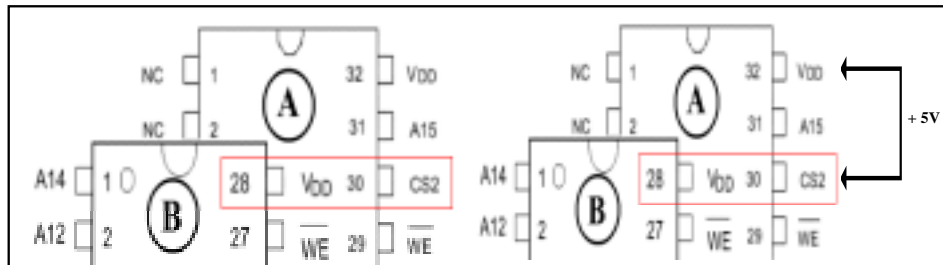 NC 1 32 VDD NC 1 32 VDD
A A + 5V
NC 2 31 A15 NC 2 31 A15
A14 1 28 VDD 30 CS2 A14 1 28 VDD 30 CS2
B B
A12 2 27 WE 29 WE A12 2 27 WE 29 WE